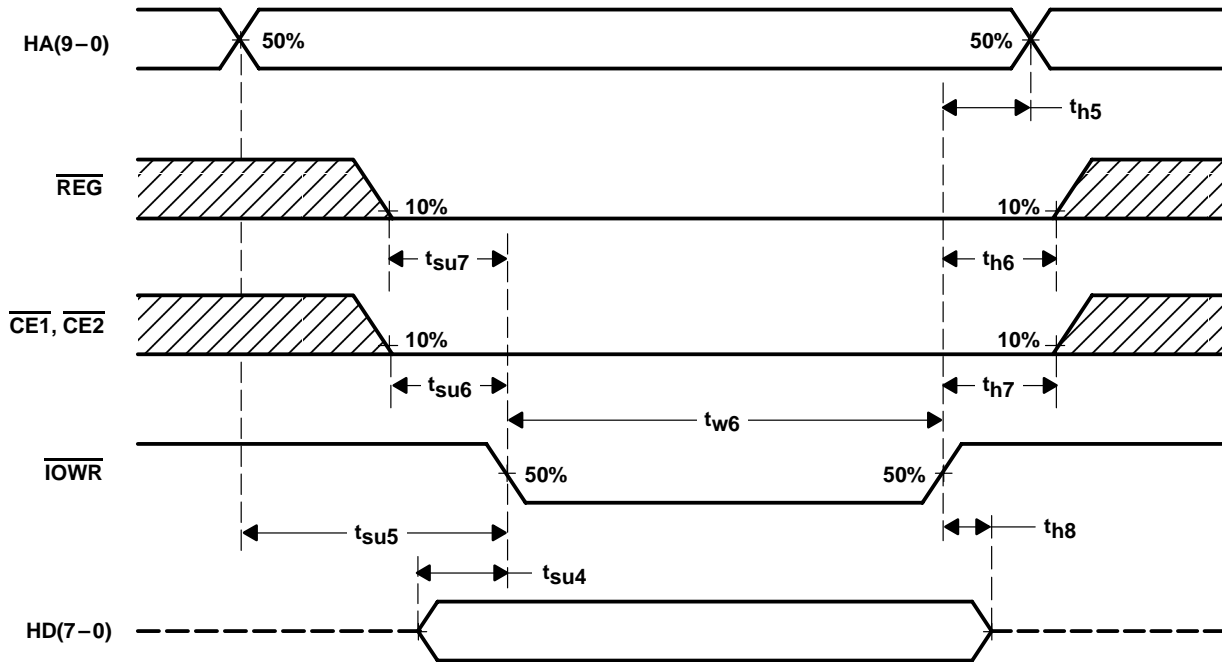 HA(9–0)
50%
50%
th5
REG
10%
10%
tsu7
th6
CE1, CE2
10%
10%
tsu6
th7
tw6
IOWR
50%
50%
tsu5
th8
tsu4
HD(7–0)